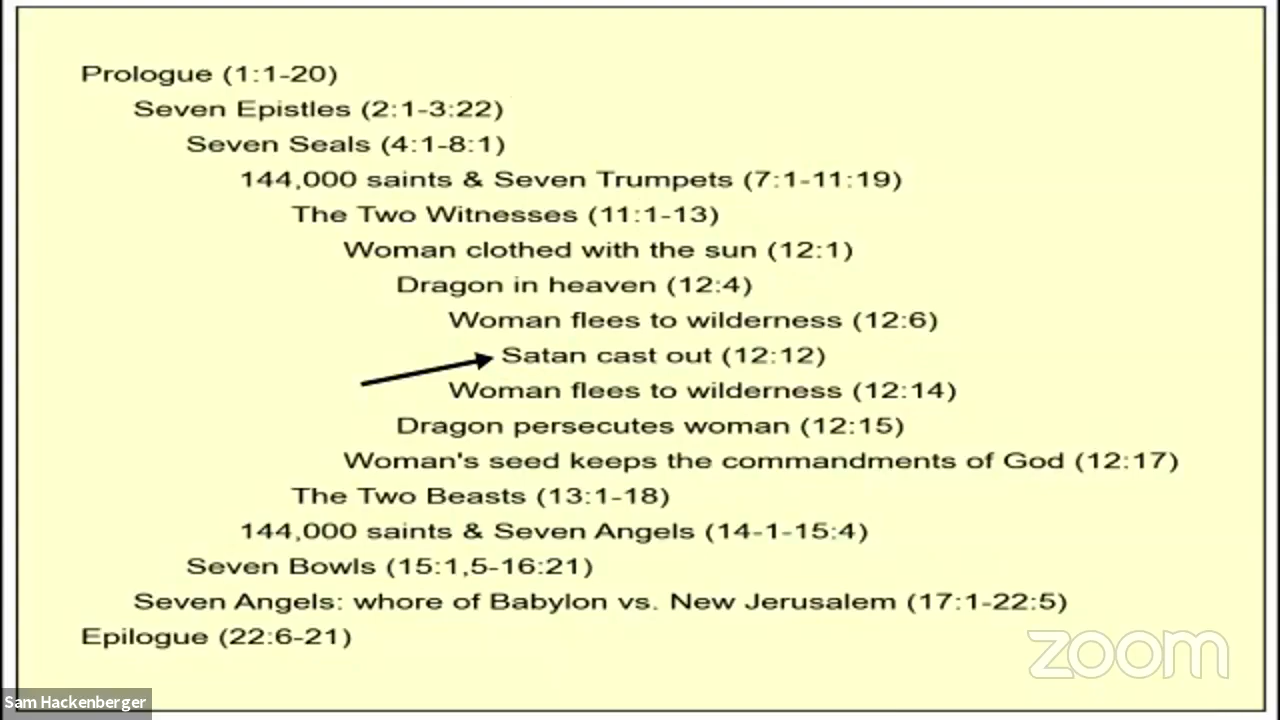 Prologue (1:1-20)
Seven Epistles (2:1-3:22)
Seven Seals (4:1-8:1)
144,000 saints & Seven Trumpets (7:1-11:19)
The Two Witnesses (11:1-13)
Woman clothed with the sun (12:1)
Dragon in heaven (12:4)
Woman flees to wilderness (12:6)
Satan cast out (12:12)
Woman flees to wilderness (12:14)
Dragon persecutes woman (12:15)
Woman's seed keeps the commandments of God (12:17)
The Two Beasts (13:1-18)
144,000 saints & Seven Angels (14-1-15:4)
Seven Bowls (15:1,5-16:21)
Seven Angels: whore of Babylon vs. New Jerusalem (17:1-22:5)
Epilogue (22:6-21)
zoom
Sam Hackenberger